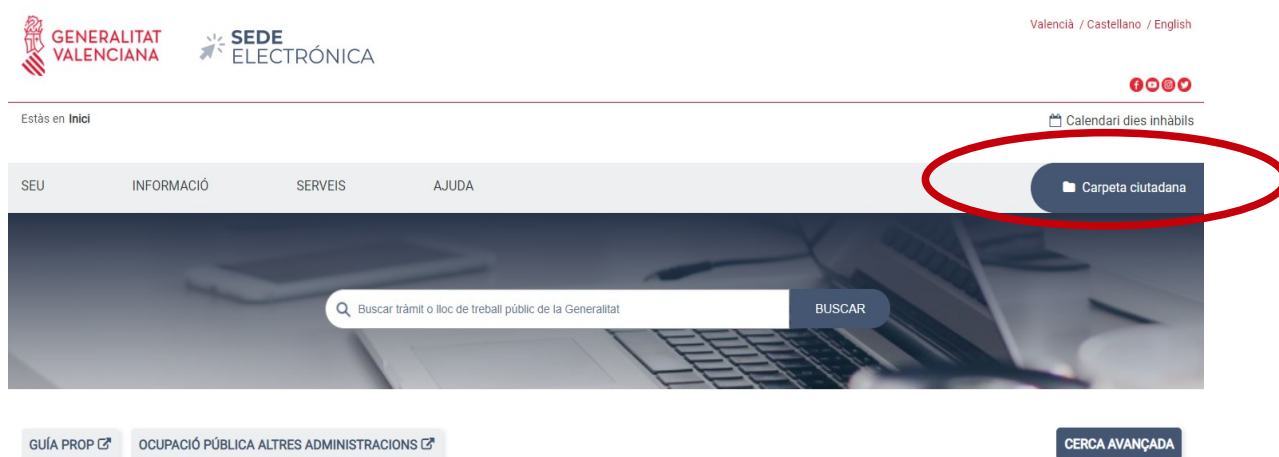 GENERALITAT
VALENCIANA
SEDE
ELECTRÓNICA
Valencià / Castellano / English
Estàs en Inici
Calendari dies inhàbils
SEU INFORMACIÓ SERVEIS AJUDA
Carpeta ciutadana
Buscar tràmit o lloc de treball públic de la Generalitat
BUSCAR
GUÍA PROP
OCUPACIÓ PÚBLICA ALTRES ADMINISTRACIONS
CERCA AVANÇADA